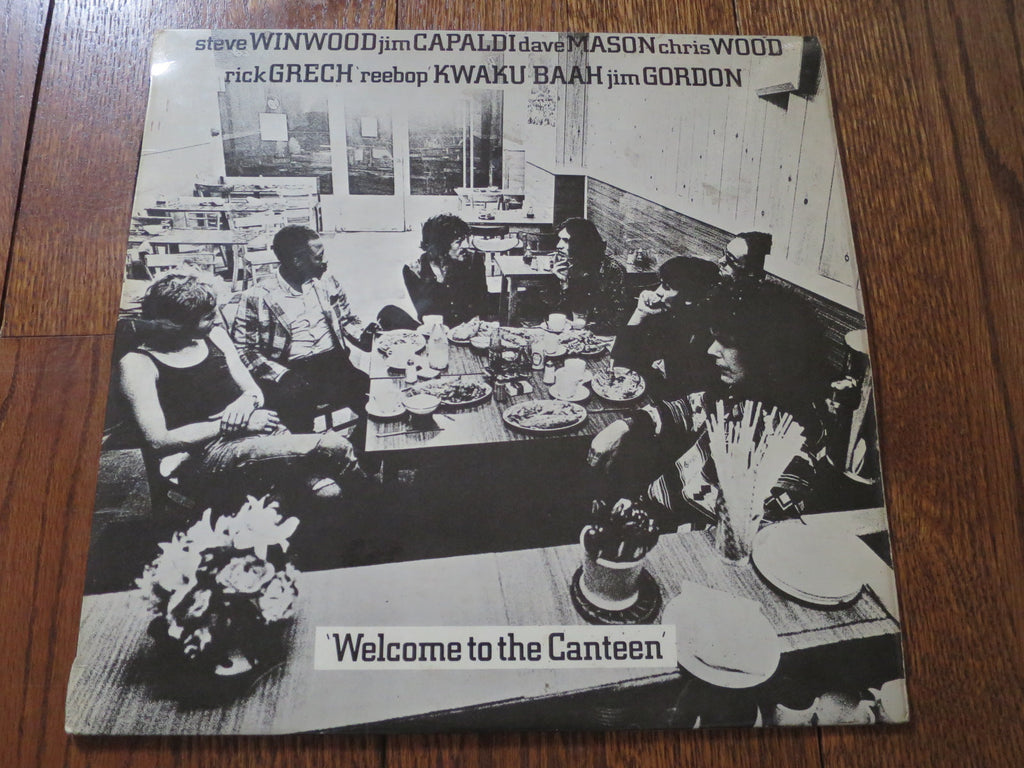 steve WINWOOD jim CAPALDI dave MASON chris WOOD
rick GRECH 'reebop' KWAKU BAAH jim GORDON
'Welcome to the Canteen'